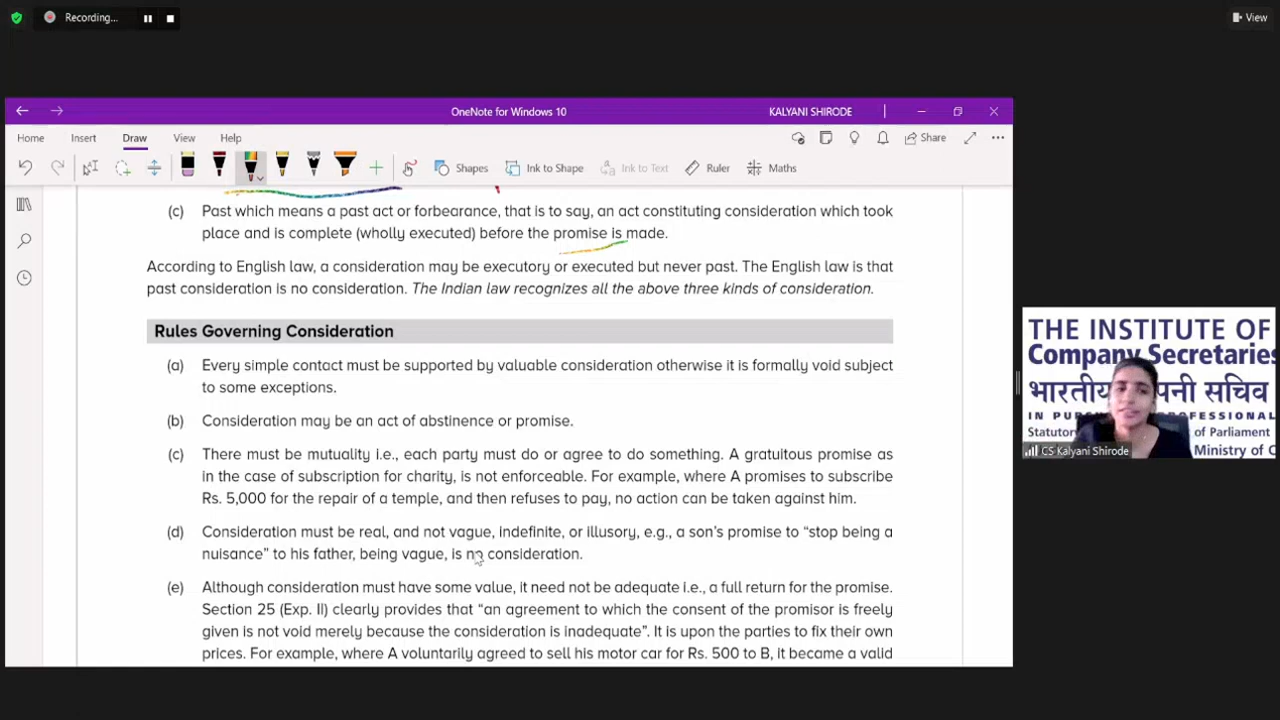 Recording...
View
OneNote for Windows 10
KALYANI SHIRODE
Home Insert Draw View Help
Share
Shapes Ink to Shape Ink to Text Ruler Maths
(c) Past which means a past act or forbearance, that is to say, an act constituting consideration which took
place and is complete (wholly executed) before the promise is made.
According to English law, a consideration may be executory or executed but never past. The English law is that
past consideration is no consideration. The Indian law recognizes all the above three kinds of consideration.
Rules Governing Consideration
(a) Every simple contact must be supported by valuable consideration otherwise it is formally void subject
to some exceptions.
(b) Consideration may be an act of abstinence or promise.
(c) There must be mutuality i.e., each party must do or agree to do something. A gratuitous promise as
in the case of subscription for charity, is not enforceable. For example, where A promises to subscribe
Rs. 5,000 for the repair of a temple, and then refuses to pay, no action can be taken against him.
(d) Consideration must be real, and not vague, indefinite, or illusory, e.g., a son's promise to “stop being a
nuisance” to his father, being vague, is no consideration.
(e) Although consideration must have some value, it need not be adequate i.e., a full return for the promise.
Section 25 (Exp. II) clearly provides that “an agreement to which the consent of the promisor is freely
given is not void merely because the consideration is inadequate”. It is upon the parties to fix their own
prices. For example, where A voluntarily agreed to sell his motor car for Rs. 500 to B, it became a valid
THE INSTITUTE OF
Company Secretaries
भारतीय सचिव
IN PROFESSIONAL
Statutory of Parliament
CS Kalyani Shirode
Ministry of